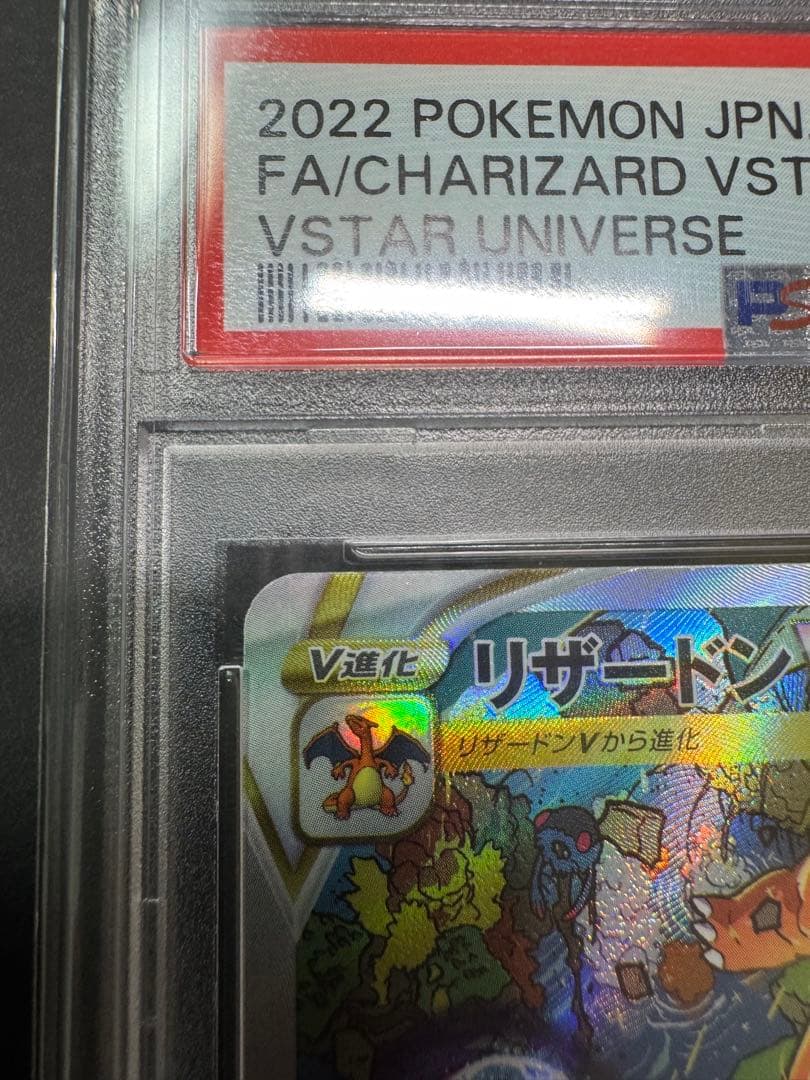 2022 POKEMON JPN
FA/CHARIZARD VST
VSTAR UNIVERSE
PS
V進化
リザードン
リザードンVから進化